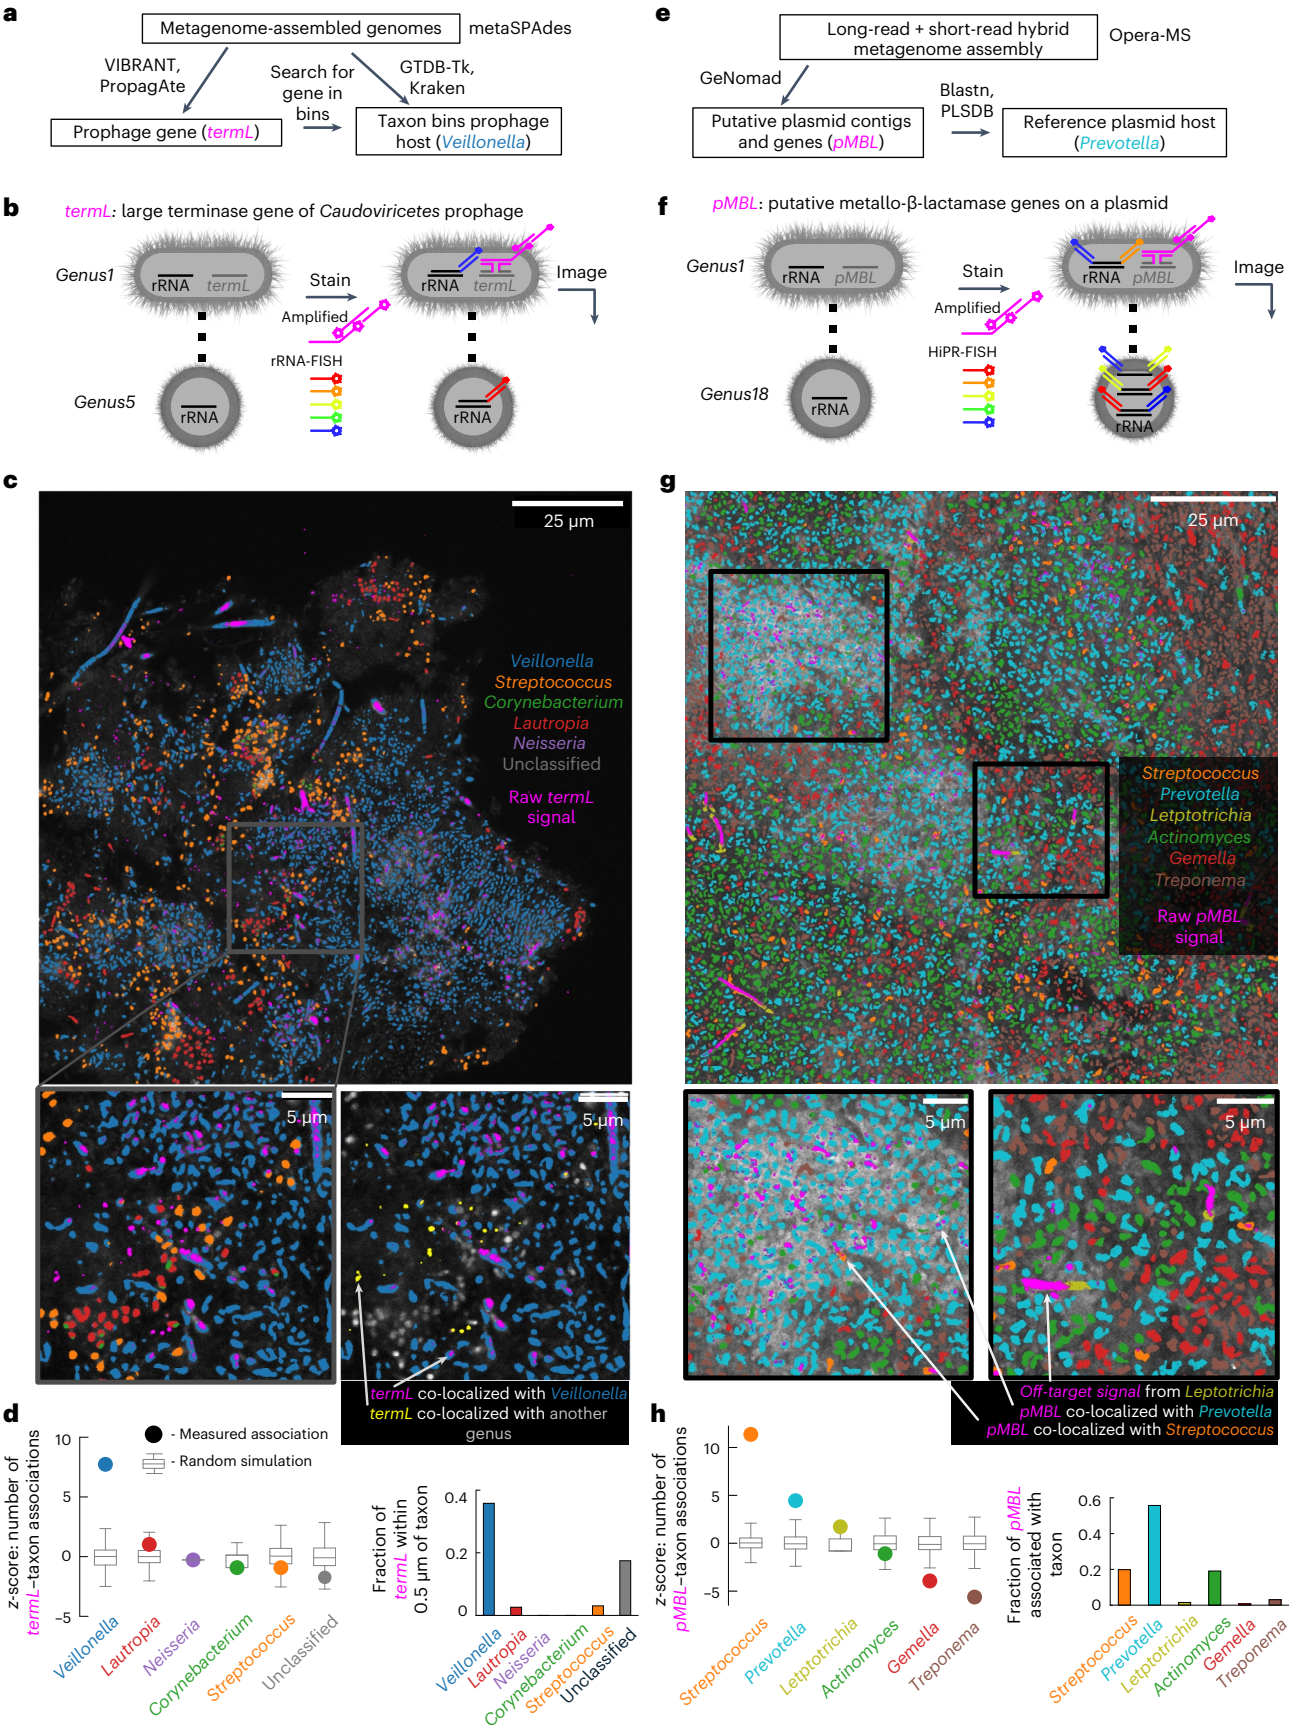 a
Metagenome-assembled genomes
metaSPAdes
VIBRANT,
PropagAte
Search for
gene in
bins
GTDB-Tk,
Kraken
Prophage gene (termL)
Taxon bins prophage
host (Veillonella)
b
termL: large terminase gene of Caudoviricetes prophage
Genus1
rRNA
termL
Stain
Amplified
rRNA-FISH
rRNA
termL
Image
Genus5
rRNA
rRNA
c
25 µm
Veillonella
Streptococcus
Corynebacterium
Lautropia
Neisseria
Unclassified
Raw termL
signal
5 µm
5 µm
termL co-localized with Veillonella
termL co-localized with another
genus
d
z-score: number of
termL–taxon associations
10
5
0
–5
- Measured association
- Random simulation
Veillonella
Lautropia
Neisseria
Corynebacterium
Streptococcus
Unclassified
Fraction of
termL within
0.5 µm of taxon
0.4
0.2
0
Veillonella
Lautropia
Neisseria
Corynebacterium
Streptococcus
Unclassified
e
Long-read + short-read hybrid
metagenome assembly
Opera-MS
GeNomad
Blastn,
PLSDB
Putative plasmid contigs
and genes (pMBL)
Reference plasmid host
(Prevotella)
f
pMBL: putative metallo-β-lactamase genes on a plasmid
Genus1
rRNA
pMBL
Stain
Amplified
HiPR-FISH
rRNA
pMBL
Image
Genus18
rRNA
rRNA
g
25 µm
Streptococcus
Prevotella
Letptotrichia
Actinomyces
Gemella
Treponema
Raw pMBL
signal
5 µm
5 µm
Off-target signal from Leptotrichia
pMBL co-localized with Prevotella
pMBL co-localized with Streptococcus
h
z-score: number of
pMBL–taxon associations
10
5
0
–5
Streptococcus
Prevotella
Letptotrichia
Actinomyces
Gemella
Treponema
Fraction of pMBL
associated with
taxon
0.6
0.4
0.2
0
Streptococcus
Prevotella
Letptotrichia
Actinomyces
Gemella
Treponema